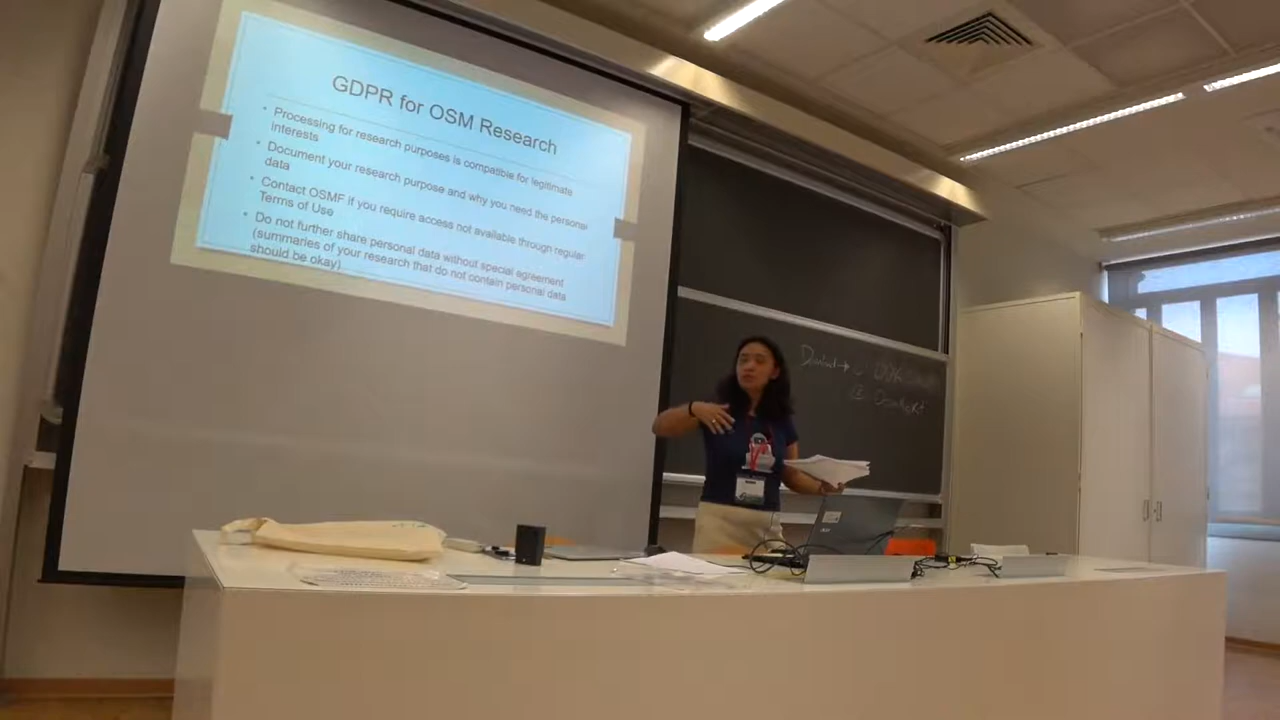 GDPR for OSM Research
• Processing for research purposes is compatible for legitimate
interests
• Document your research purpose and why you need the personal
data
• Contact OSMF if you require access not available through regular
Terms of Use
• Do not further share personal data without special agreement
(summaries of your research that do not contain personal data
should be okay)